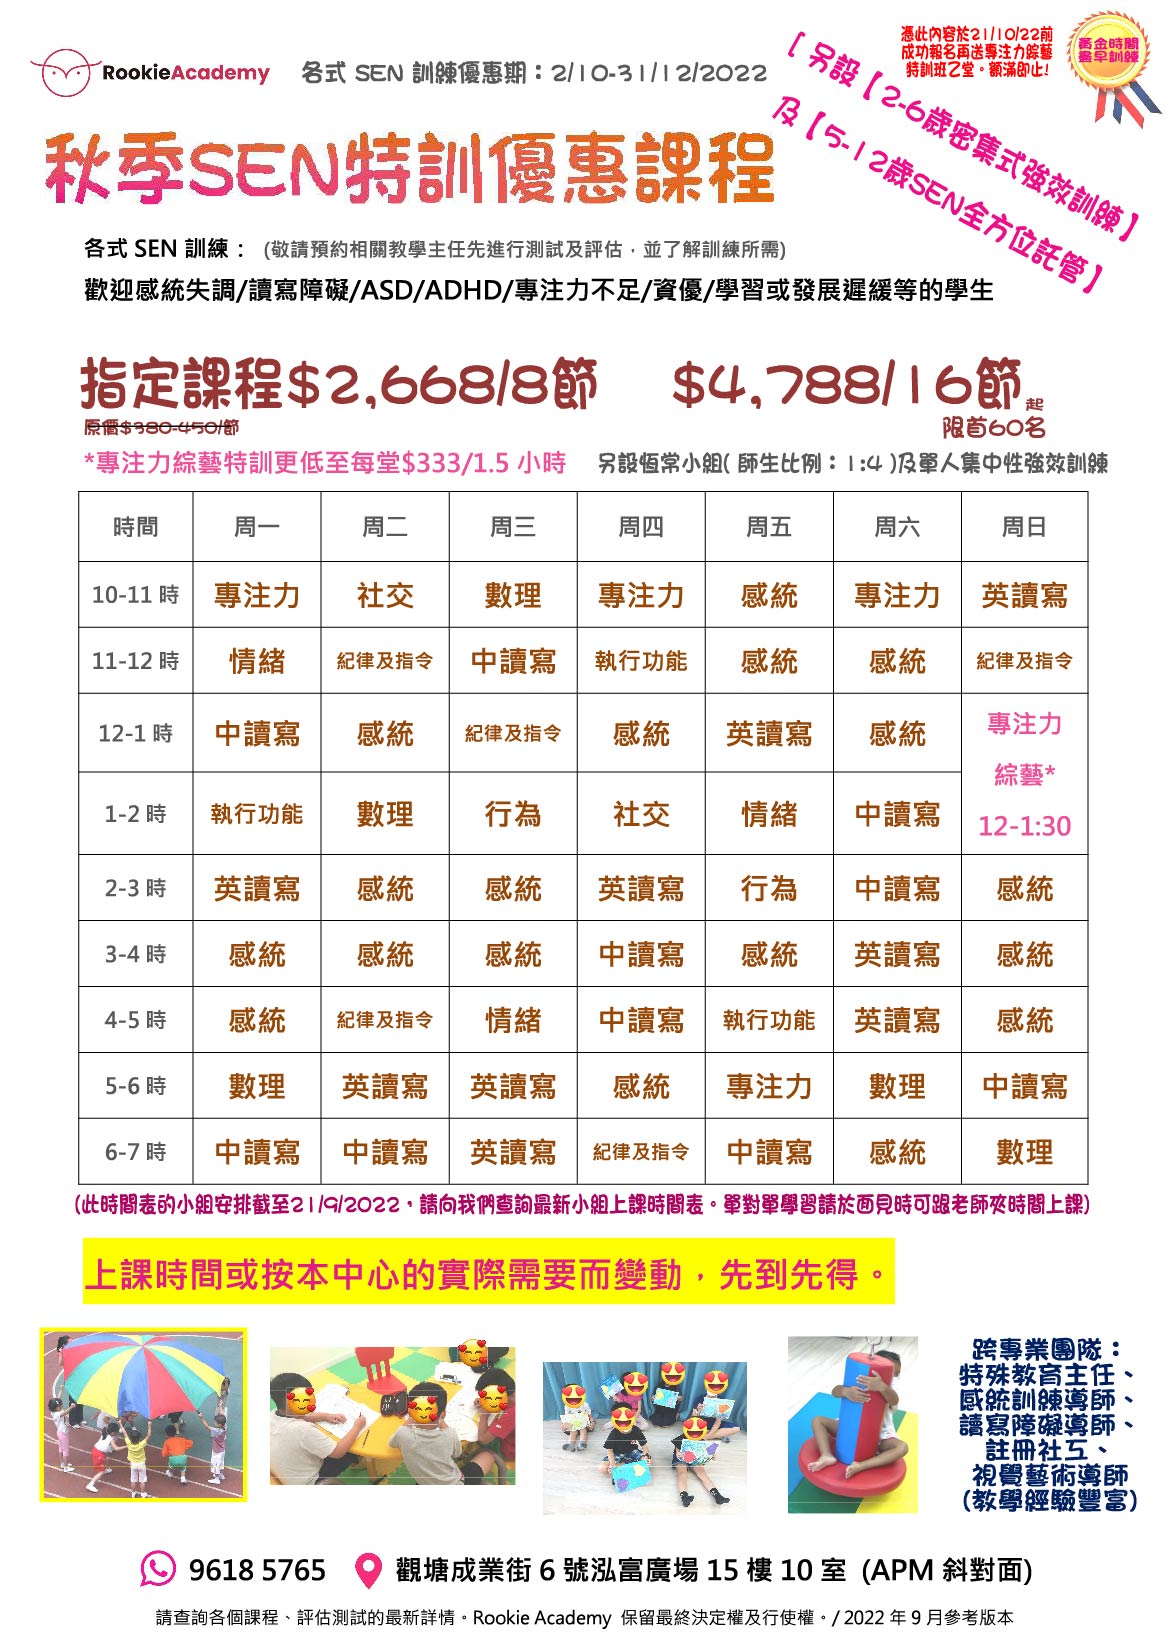 RookieAcademy
各式 SEN 訓練優惠期：2/10-31/12/2022
憑此內容於21/10/22前
成功報名再送專注力綜藝
特訓班乙堂。額滿即止!
黃金時間
盡早訓練
[ 另設【2-6歲密集式強效訓練】
及【5-12歲SEN全方位託管】
秋季SEN特訓優惠課程
各式 SEN 訓練： (敬請預約相關教學主任先進行測試及評估，並了解訓練所需)
歡迎感統失調/讀寫障礙/ASD/ADHD/專注力不足/資優/學習或發展遲緩等的學生
指定課程$2,668/8節 $4,788/16節起
原價$380-450/節 限首60名
*專注力綜藝特訓更低至每堂$333/1.5 小時 另設恆常小組( 師生比例：1:4 )及單人集中性強效訓練
時間 周一 周二 周三 周四 周五 周六 周日
10-11 時 專注力 社交 數理 專注力 感統 專注力 英讀寫
11-12 時 情緒 紀律及指令 中讀寫 執行功能 感統 感統 紀律及指令
12-1 時 中讀寫 感統 紀律及指令 感統 英讀寫 感統 專注力
綜藝*
12-1:30
1-2 時 執行功能 數理 行為 社交 情緒 中讀寫
2-3 時 英讀寫 感統 感統 英讀寫 行為 中讀寫 感統
3-4 時 感統 感統 感統 中讀寫 感統 英讀寫 感統
4-5 時 感統 紀律及指令 情緒 中讀寫 執行功能 英讀寫 感統
5-6 時 數理 英讀寫 英讀寫 感統 專注力 數理 中讀寫
6-7 時 中讀寫 中讀寫 英讀寫 紀律及指令 中讀寫 感統 數理
(此時間表的小組安排截至21/9/2022，請向我們查詢最新小組上課時間表。單對單學習請於面見時可跟老師夾時間上課)
上課時間或按本中心的實際需要而變動，先到先得。
跨專業團隊：
特殊教育主任、
感統訓練導師、
讀寫障礙導師、
註冊社工、
視覺藝術導師
(教學經驗豐富)
9618 5765 觀塘成業街 6 號泓富廣場 15 樓 10 室 (APM 斜對面)
請查詢各個課程、評估測試的最新詳情。Rookie Academy 保留最終決定權及行使權。/ 2022 年 9 月參考版本